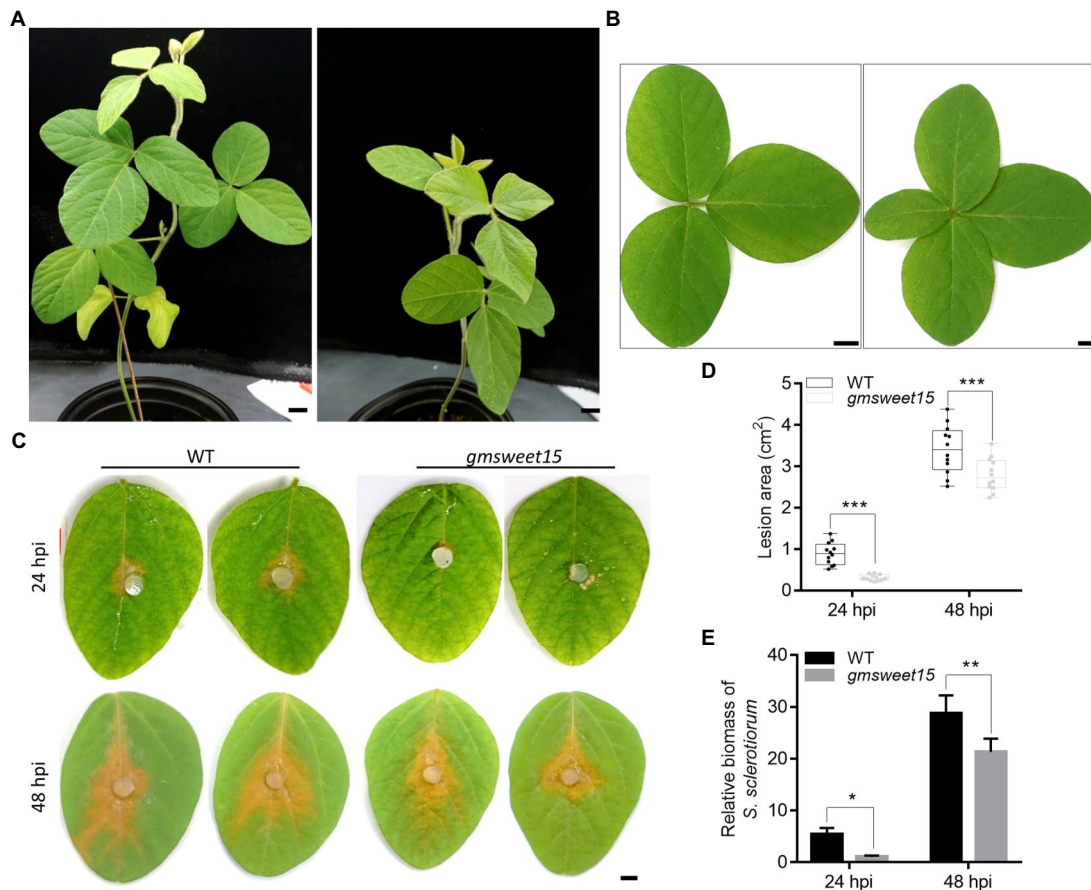 A
B
C
WT
gmsweet15
24 hpi
48 hpi
D
WT
gmsweet15
Lesion area (cm²)
5
4
3
2
1
0
***
***
24 hpi
48 hpi
E
WT
gmsweet15
Relative biomass of
S. sclerotiorum
40
30
20
10
0
*
**
24 hpi
48 hpi